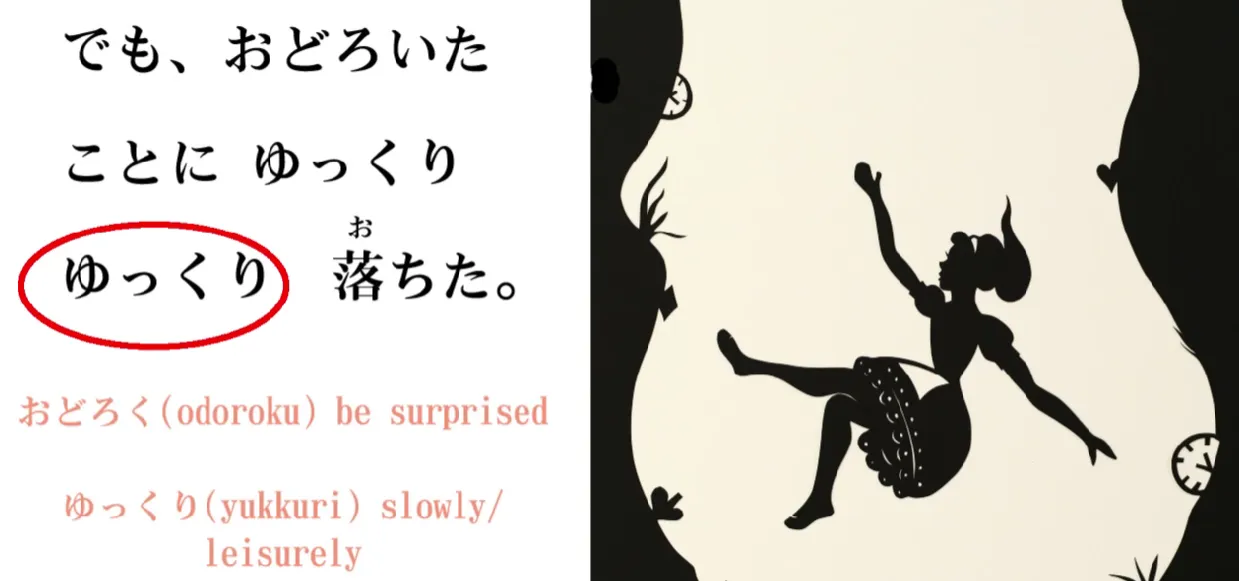 でも、おどろいた
ことに ゆっくり
ゆっくり 落ちた。
お
おどろく(odoroku) be surprised
ゆっくり(yukkuri) slowly/
leisurely